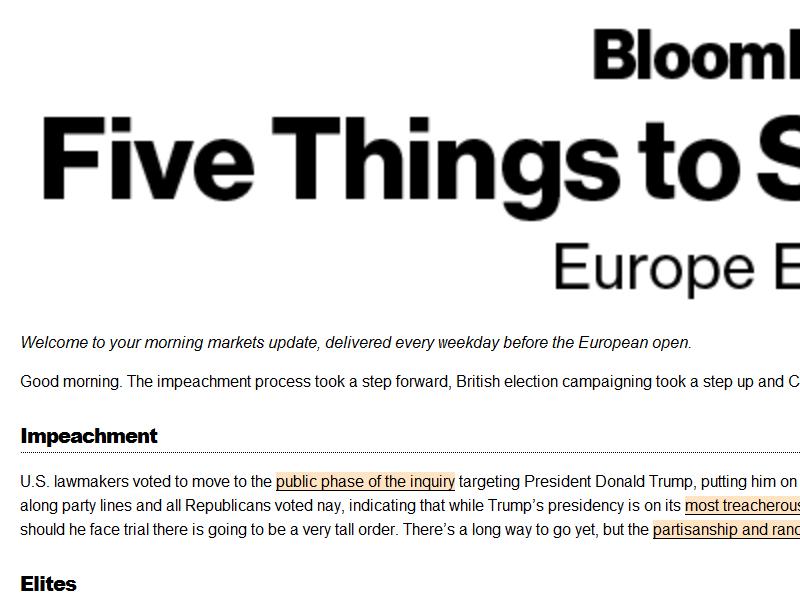 Bloom
Five Things to S
Europe E
Welcome to your morning markets update, delivered every weekday before the European open.
Good morning. The impeachment process took a step forward, British election campaigning took a step up and C
Impeachment
U.S. lawmakers voted to move to the public phase of the inquiry targeting President Donald Trump, putting him on
along party lines and all Republicans voted nay, indicating that while Trump’s presidency is on its most treacherous
should he face trial there is going to be a very tall order. There’s a long way to go yet, but the partisanship and ranc
Elites